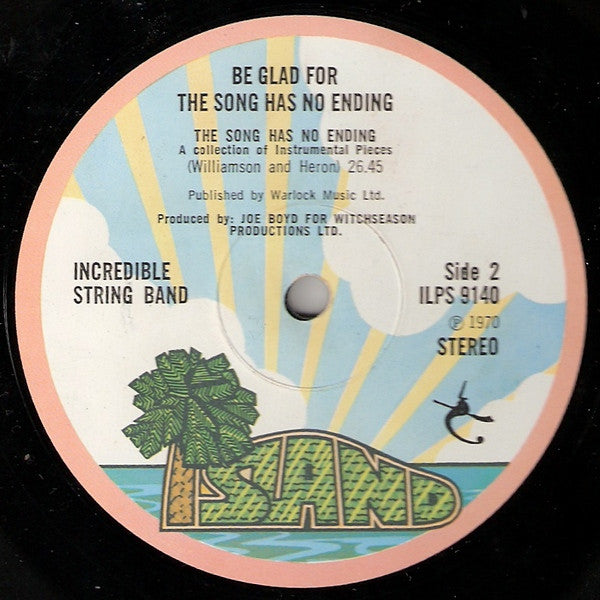 BE GLAD FOR
THE SONG HAS NO ENDING
THE SONG HAS NO ENDING
A collection of Instrumental Pieces
(Williamson and Heron) 26.45
Published by Warlock Music Ltd.
Produced by: JOE BOYD FOR WITCHSEASON
PRODUCTIONS LTD.
INCREDIBLE
STRING BAND
Side 2
ILPS 9140
℗ 1970
STEREO
ISLAND